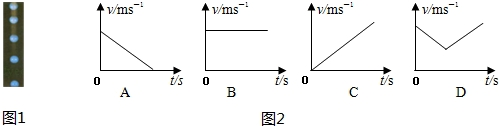 v/ms⁻¹ v/ms⁻¹ v/ms⁻¹ v/ms⁻¹
0 t/s 0 t/s 0 t/s 0 t/s
A B C D
图1 图2